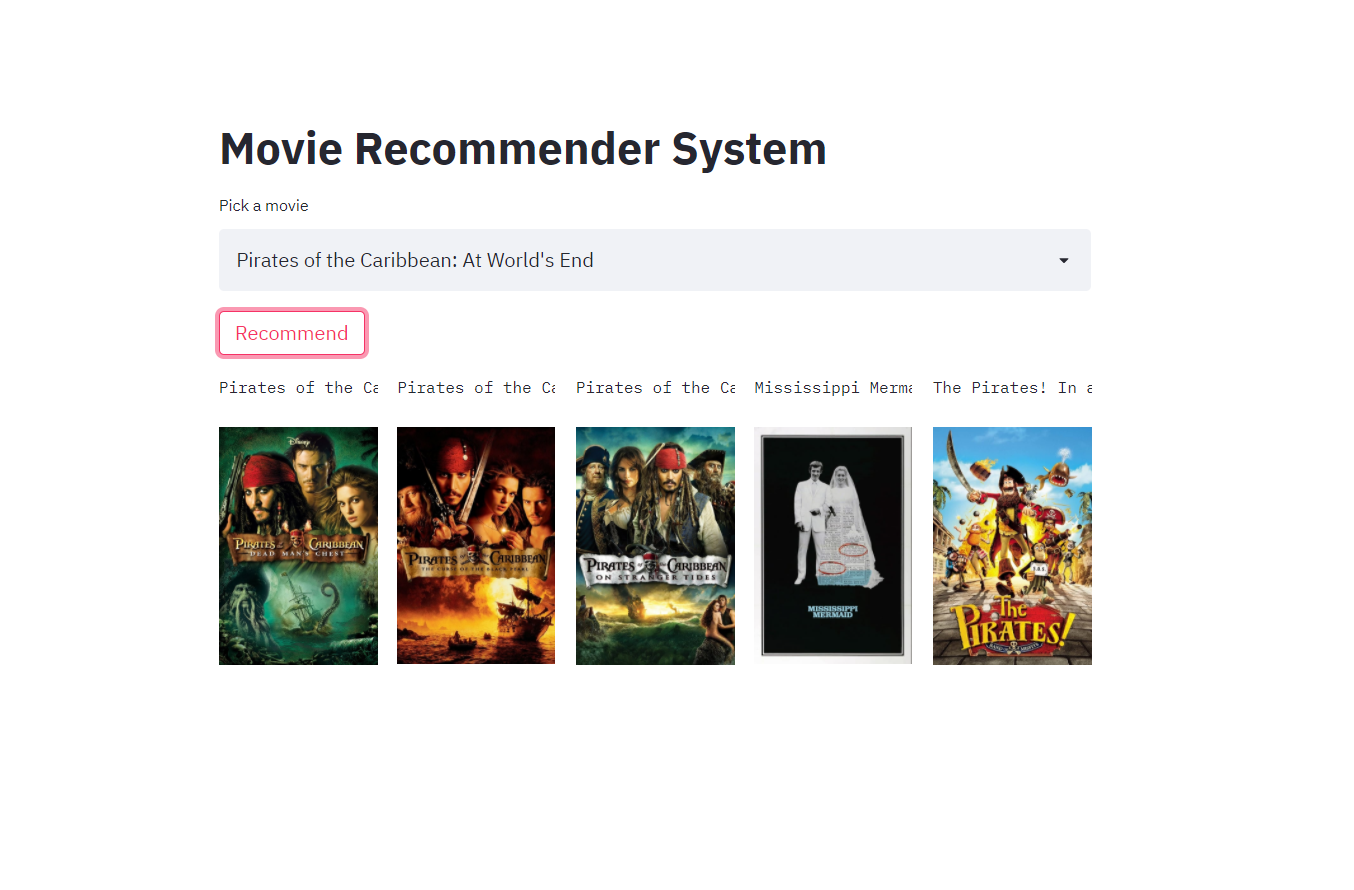 Movie Recommender System
Pick a movie
Pirates of the Caribbean: At World's End
Recommend
Pirates of the Ca
Pirates of the Ca
Pirates of the Ca
Mississippi Merma
The Pirates! In a
Disney
PIRATES of the CARIBBEAN
DEAD MAN'S CHEST
PIRATES of the CARIBBEAN
THE CURSE OF THE BLACK PEARL
PIRATES of the CARIBBEAN
ON STRANGER TIDES
MISSISSIPPI
MERMAID
The
PIRATES!
BAND OF MISFITS